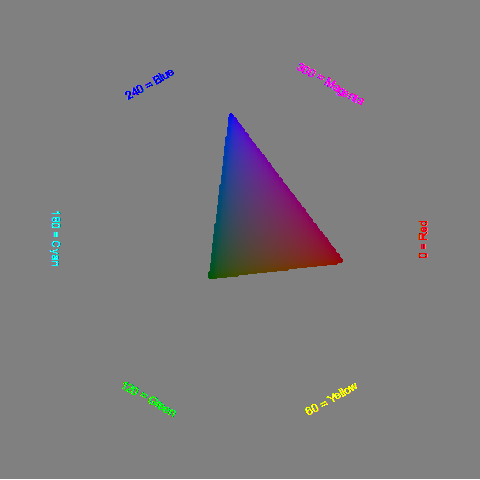 240 = Blue
300 = Magenta
180 = Cyan
0 = Red
120 = Green
60 = Yellow